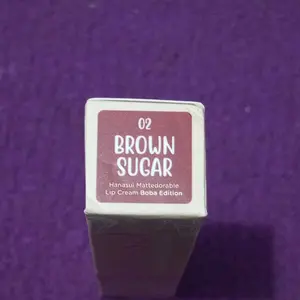 02
BROWN
SUGAR
Hanasui Mattedorable
Lip Cream Boba Edition